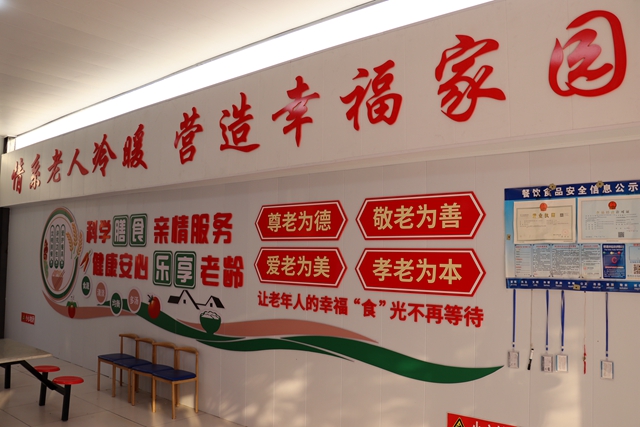 情系老人冷暖 营造幸福家园
科学膳食 亲情服务
健康安心 乐享老龄
尊老为德
敬老为善
爱老为美
孝老为本
让老年人的幸福“食”光不再等待
餐饮食品安全信息公示